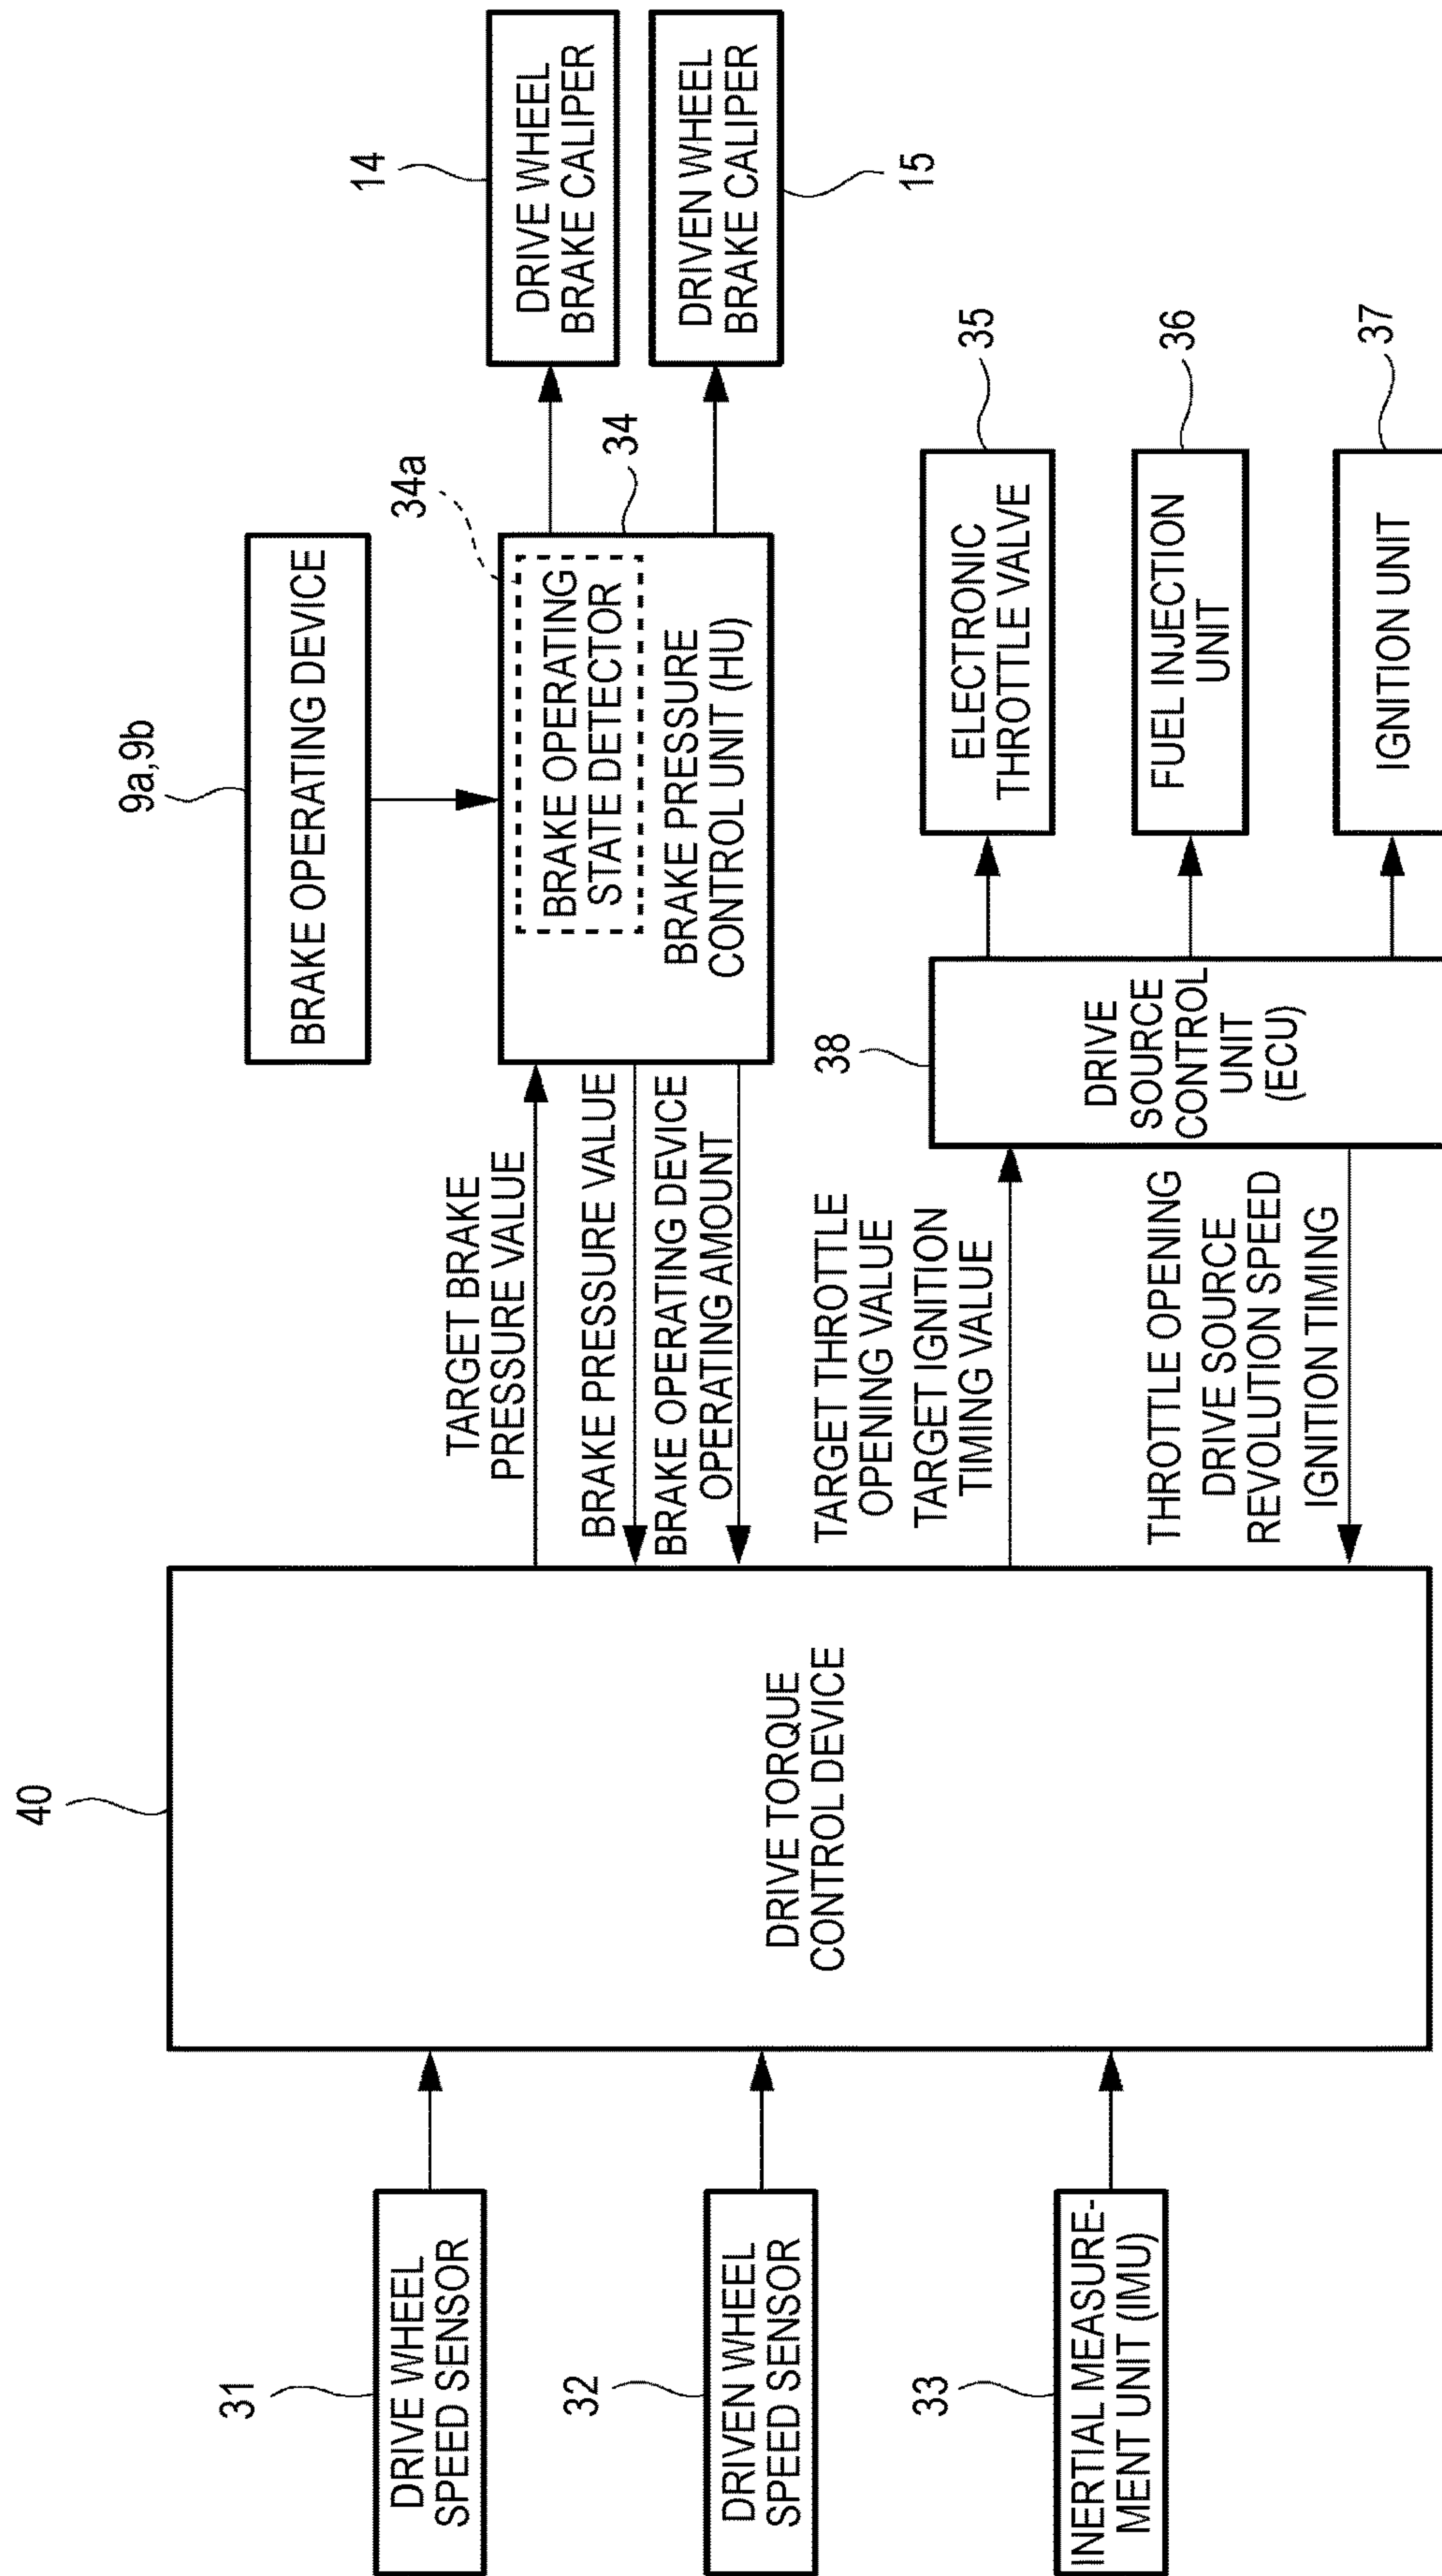 40
31
DRIVE WHEEL
SPEED SENSOR
32
DRIVEN WHEEL
SPEED SENSOR
33
INERTIAL MEASURE-
MENT UNIT (IMU)
DRIVE TORQUE
CONTROL DEVICE
TARGET BRAKE
PRESSURE VALUE
BRAKE PRESSURE VALUE
BRAKE OPERATING DEVICE
OPERATING AMOUNT
TARGET THROTTLE
OPENING VALUE
TARGET IGNITION
TIMING VALUE
THROTTLE OPENING
DRIVE SOURCE
REVOLUTION SPEED
IGNITION TIMING
9a,9b
BRAKE OPERATING DEVICE
34a
34
BRAKE OPERATING
STATE DETECTOR
BRAKE PRESSURE
CONTROL UNIT (HU)
14
DRIVE WHEEL
BRAKE CALIPER
DRIVEN WHEEL
BRAKE CALIPER
15
38
DRIVE
SOURCE
CONTROL
UNIT
(ECU)
35
ELECTRONIC
THROTTLE VALVE
36
FUEL INJECTION
UNIT
37
IGNITION UNIT